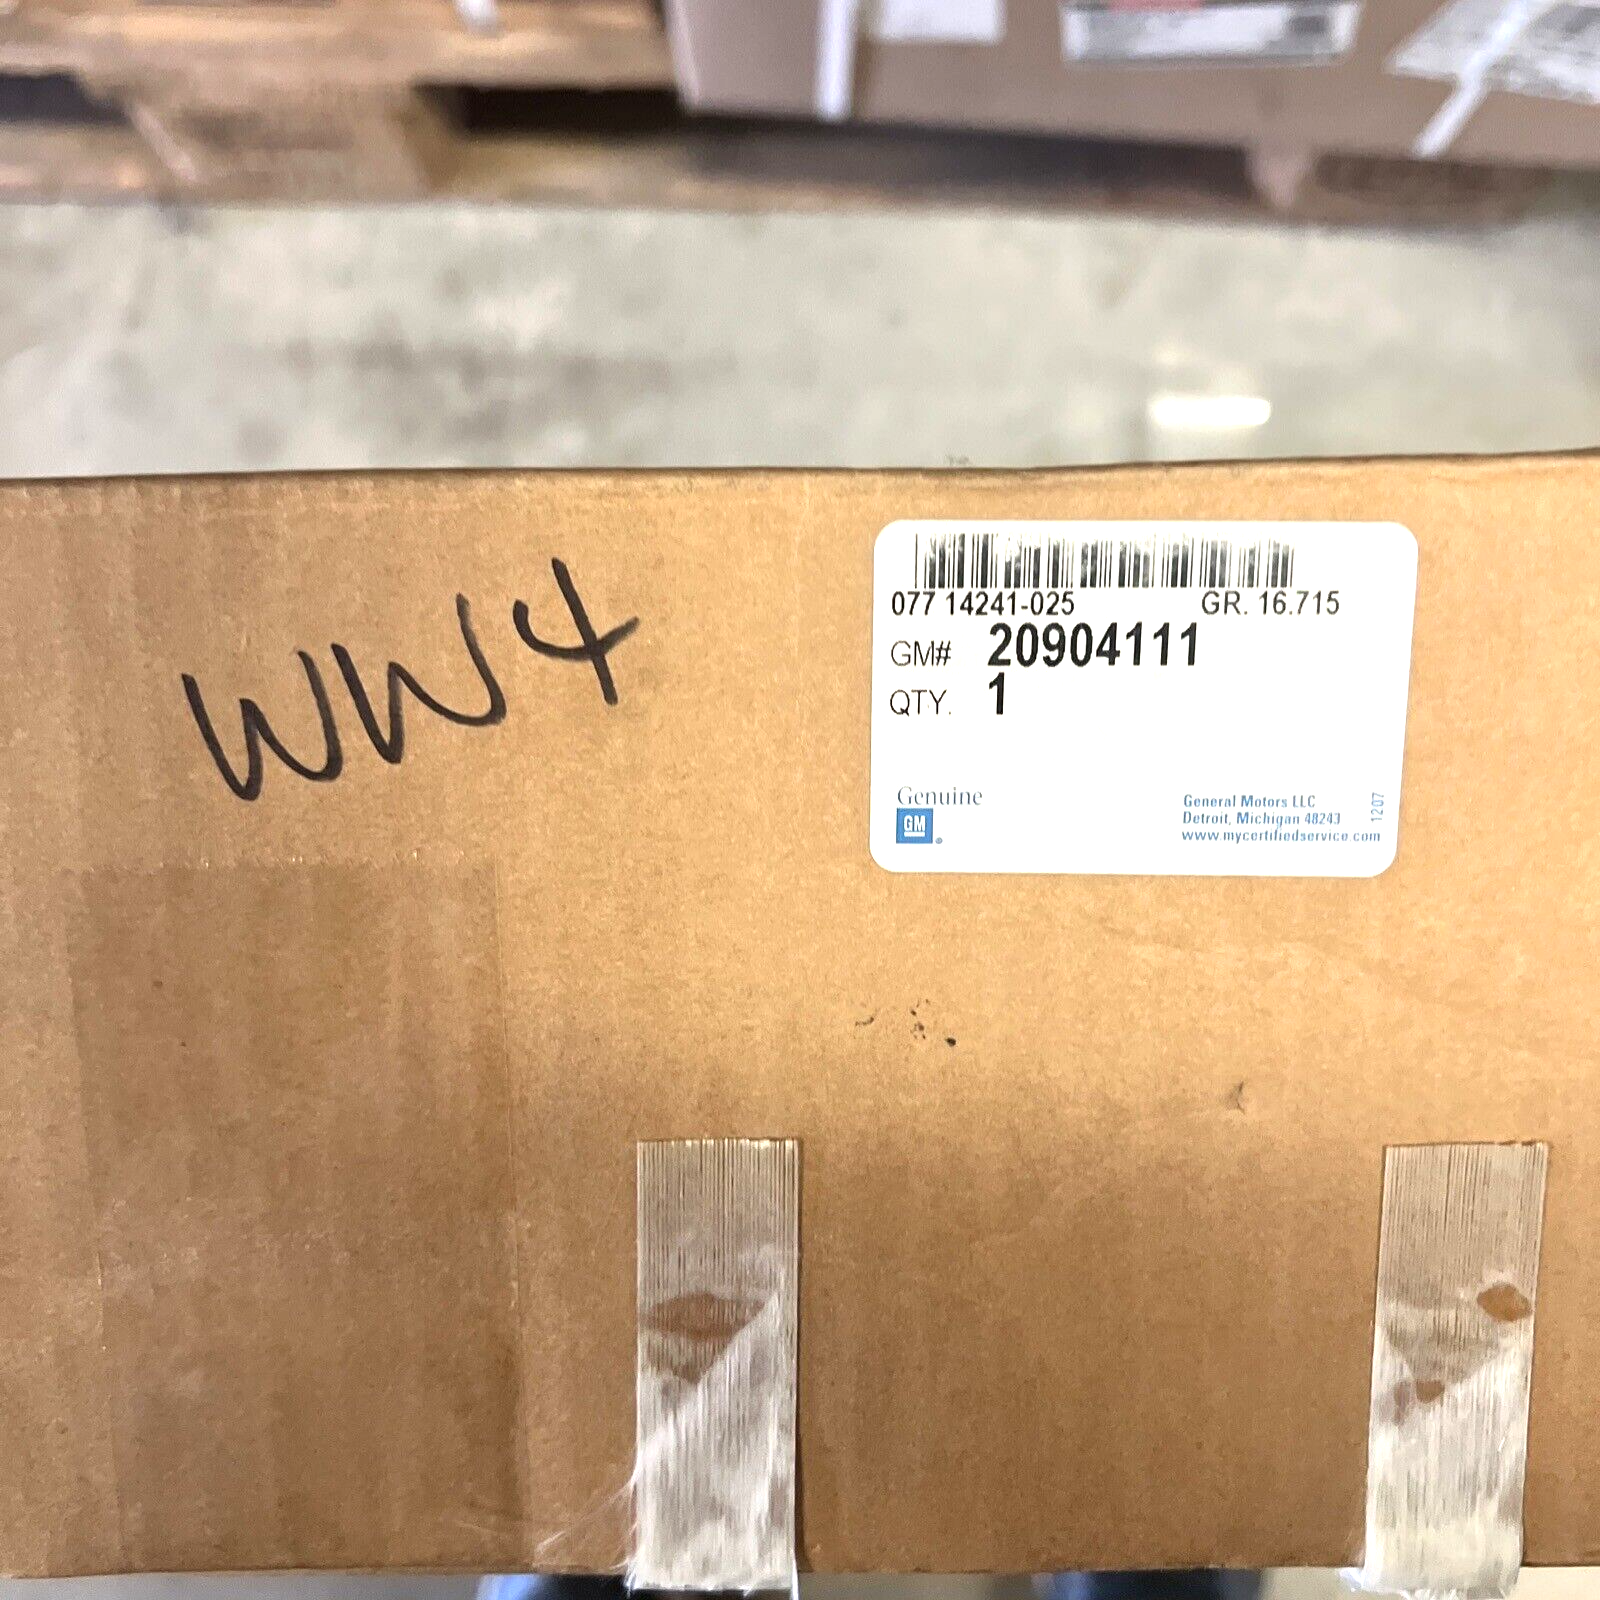 WW4
077 14241-025 GR. 16.715
GM# 20904111
QTY. 1
Genuine
GM
General Motors LLC
Detroit, Michigan 48243
www.mycertifiedservice.com
1207